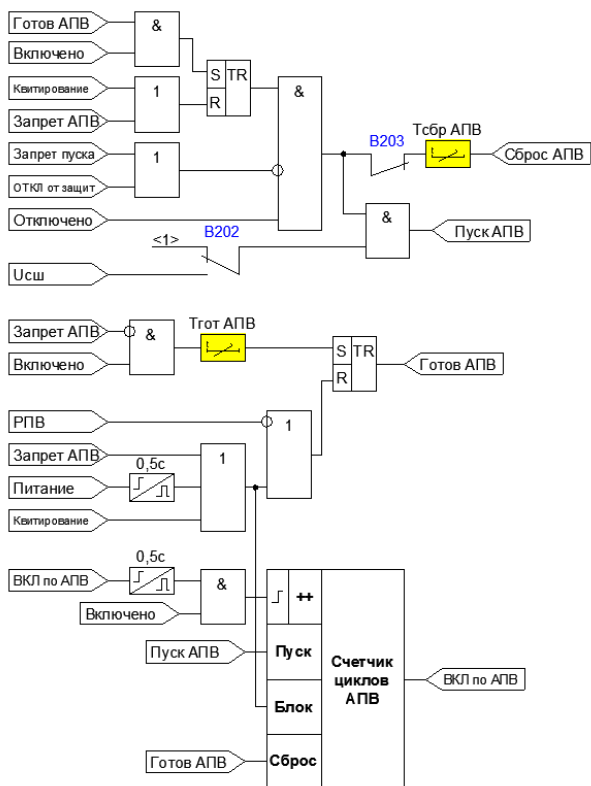 Готов АПВ
&
Включено
S TR
Квитирование
1
R
&
Запрет АПВ
B203
Тсбр АПВ
Запрет пуска
1
Сброс АПВ
ОТКЛ от защит
Отключено
B202
&
<1>
Пуск АПВ
Uсш
Запрет АПВ
&
Тгот АПВ
Включено
S TR
Готов АПВ
R
РПВ
1
Запрет АПВ
1
0,5с
Питание
Квитирование
0,5с
ВКЛ по АПВ
&
++
Включено
Пуск АПВ
Пуск
Счетчик
циклов
АПВ
ВКЛ по АПВ
Блок
Готов АПВ
Сброс